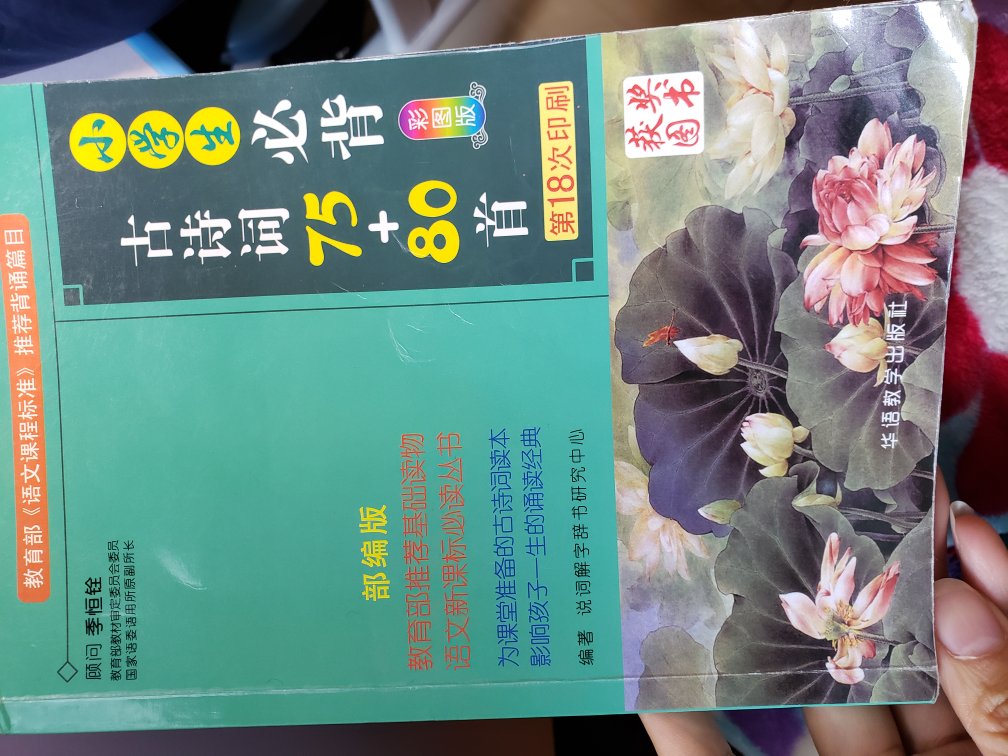 教育部《语文课程标准》推荐背诵篇目
小学生必背
彩图版
古诗词75+80首
第18次印刷
获奖图书
顾问 季恒铨
教育部教材审定委员会委员
国家语委语用所原副所长
部编版
教育部推荐基础读物
语文新课标必读丛书
为课堂准备的古诗词读本
影响孩子一生的诵读经典
编著 说词解字辞书研究中心
华语教学出版社